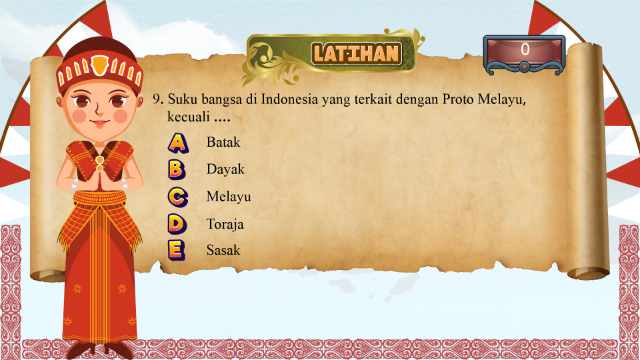 LATIHAN
0
9. Suku bangsa di Indonesia yang terkait dengan Proto Melayu,
kecuali ....
A Batak
B Dayak
C Melayu
D Toraja
E Sasak